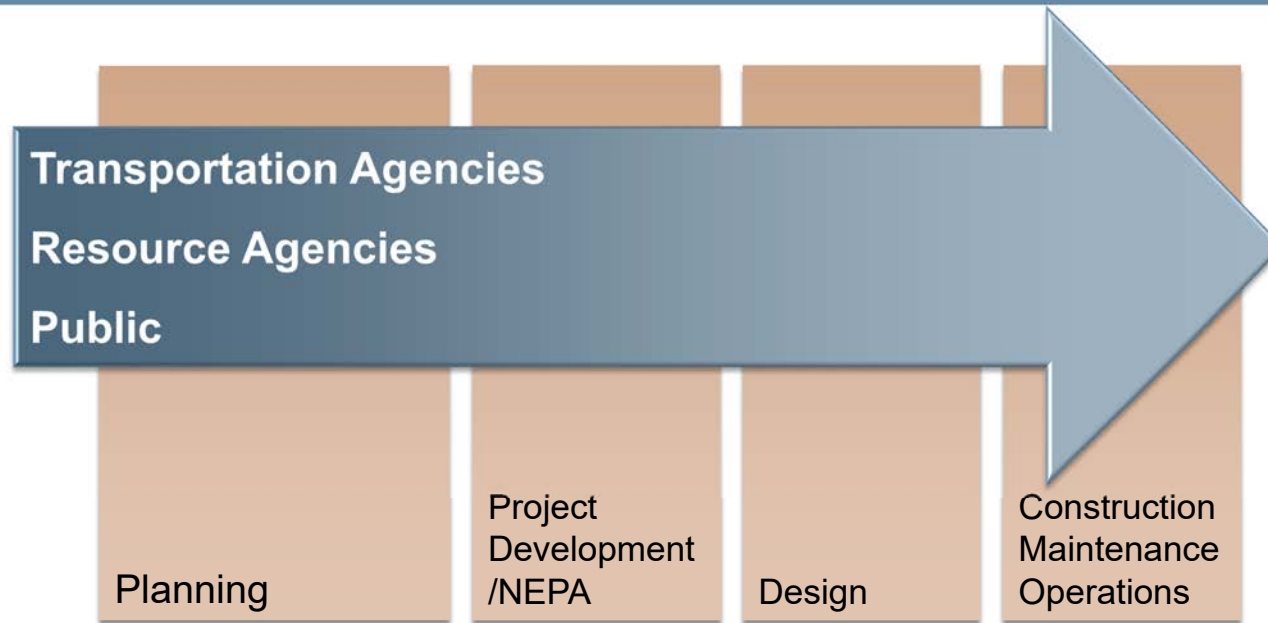 Transportation Agencies
Resource Agencies
Public
Planning
Project
Development
/NEPA
Design
Construction
Maintenance
Operations